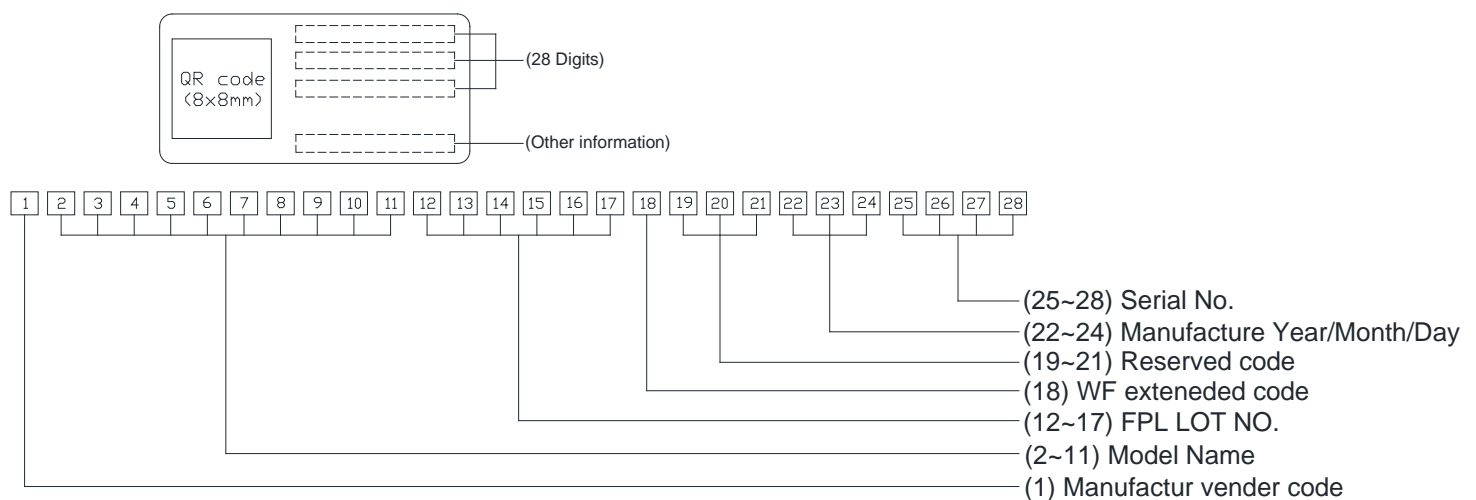 QR code
(8x8mm)
(28 Digits)
(Other information)
1 2 3 4 5 6 7 8 9 10 11 12 13 14 15 16 17 18 19 20 21 22 23 24 25 26 27 28
(25~28) Serial No.
(22~24) Manufacture Year/Month/Day
(19~21) Reserved code
(18) WF exteneded code
(12~17) FPL LOT NO.
(2~11) Model Name
(1) Manufactur vender code